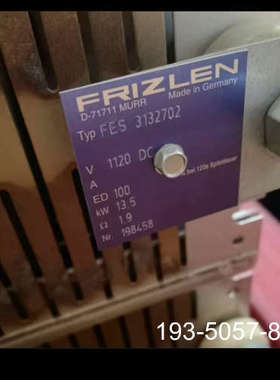 FRIZLEN
D-71711 MURR
Made in Germany
Typ FES 3132702
V 1120 DC
A
ED 100
kW 13.5
Ω 1.9
Nr. 198458
193-5057-8